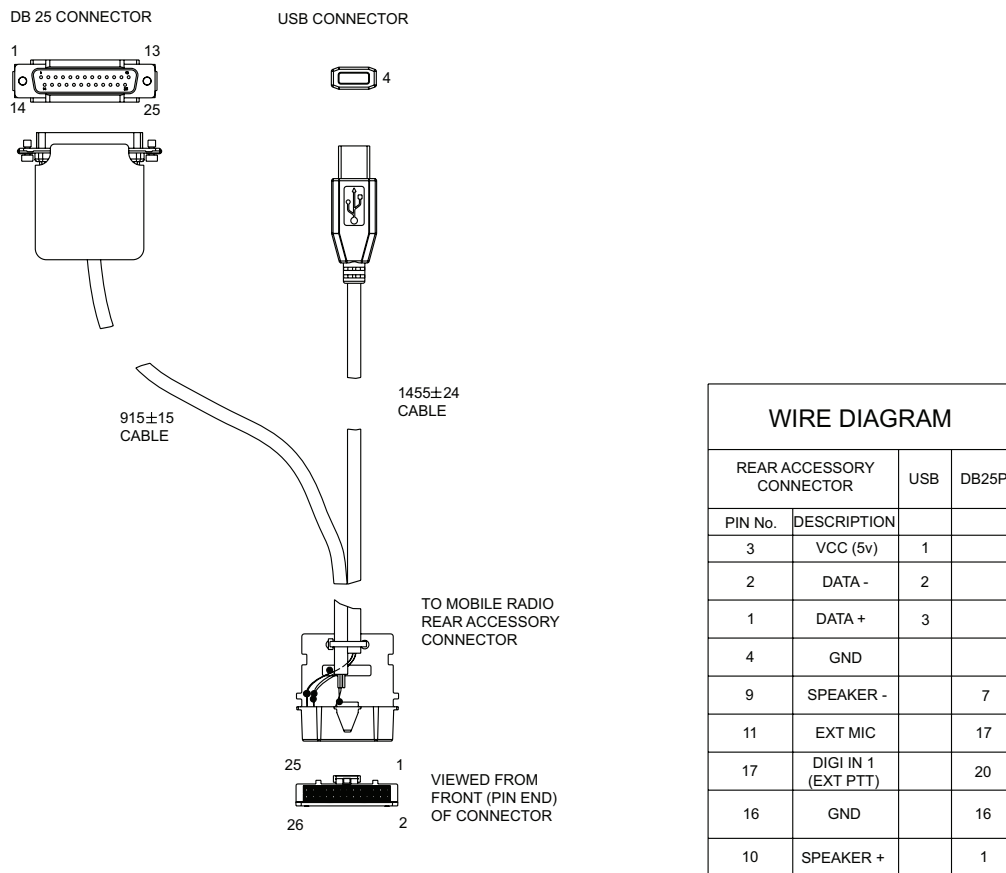 DB 25 CONNECTOR
USB CONNECTOR
1
13
14
25
4
915±15
CABLE
1455±24
CABLE
TO MOBILE RADIO
REAR ACCESSORY
CONNECTOR
25
1
26
2
VIEWED FROM
FRONT (PIN END)
OF CONNECTOR
WIRE DIAGRAM
REAR ACCESSORY
CONNECTOR
USB
DB25P
PIN No. DESCRIPTION
3 VCC (5v) 1
2 DATA - 2
1 DATA + 3
4 GND
9 SPEAKER - 7
11 EXT MIC 17
17 DIGI IN 1
(EXT PTT) 20
16 GND 16
10 SPEAKER + 1